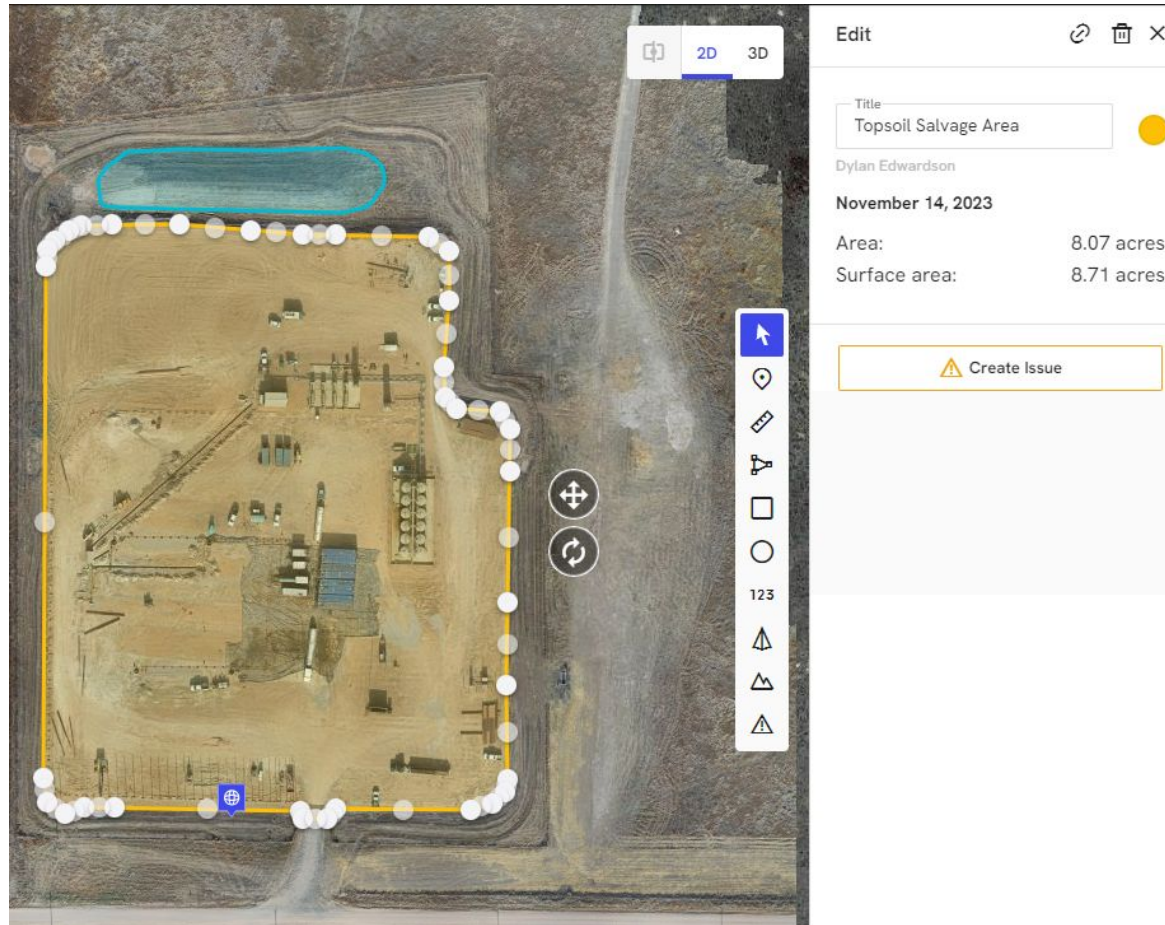 2D 3D
123
Edit
Title
Topsoil Salvage Area
Dylan Edwardson
November 14, 2023
Area: 8.07 acres
Surface area: 8.71 acres
Create Issue